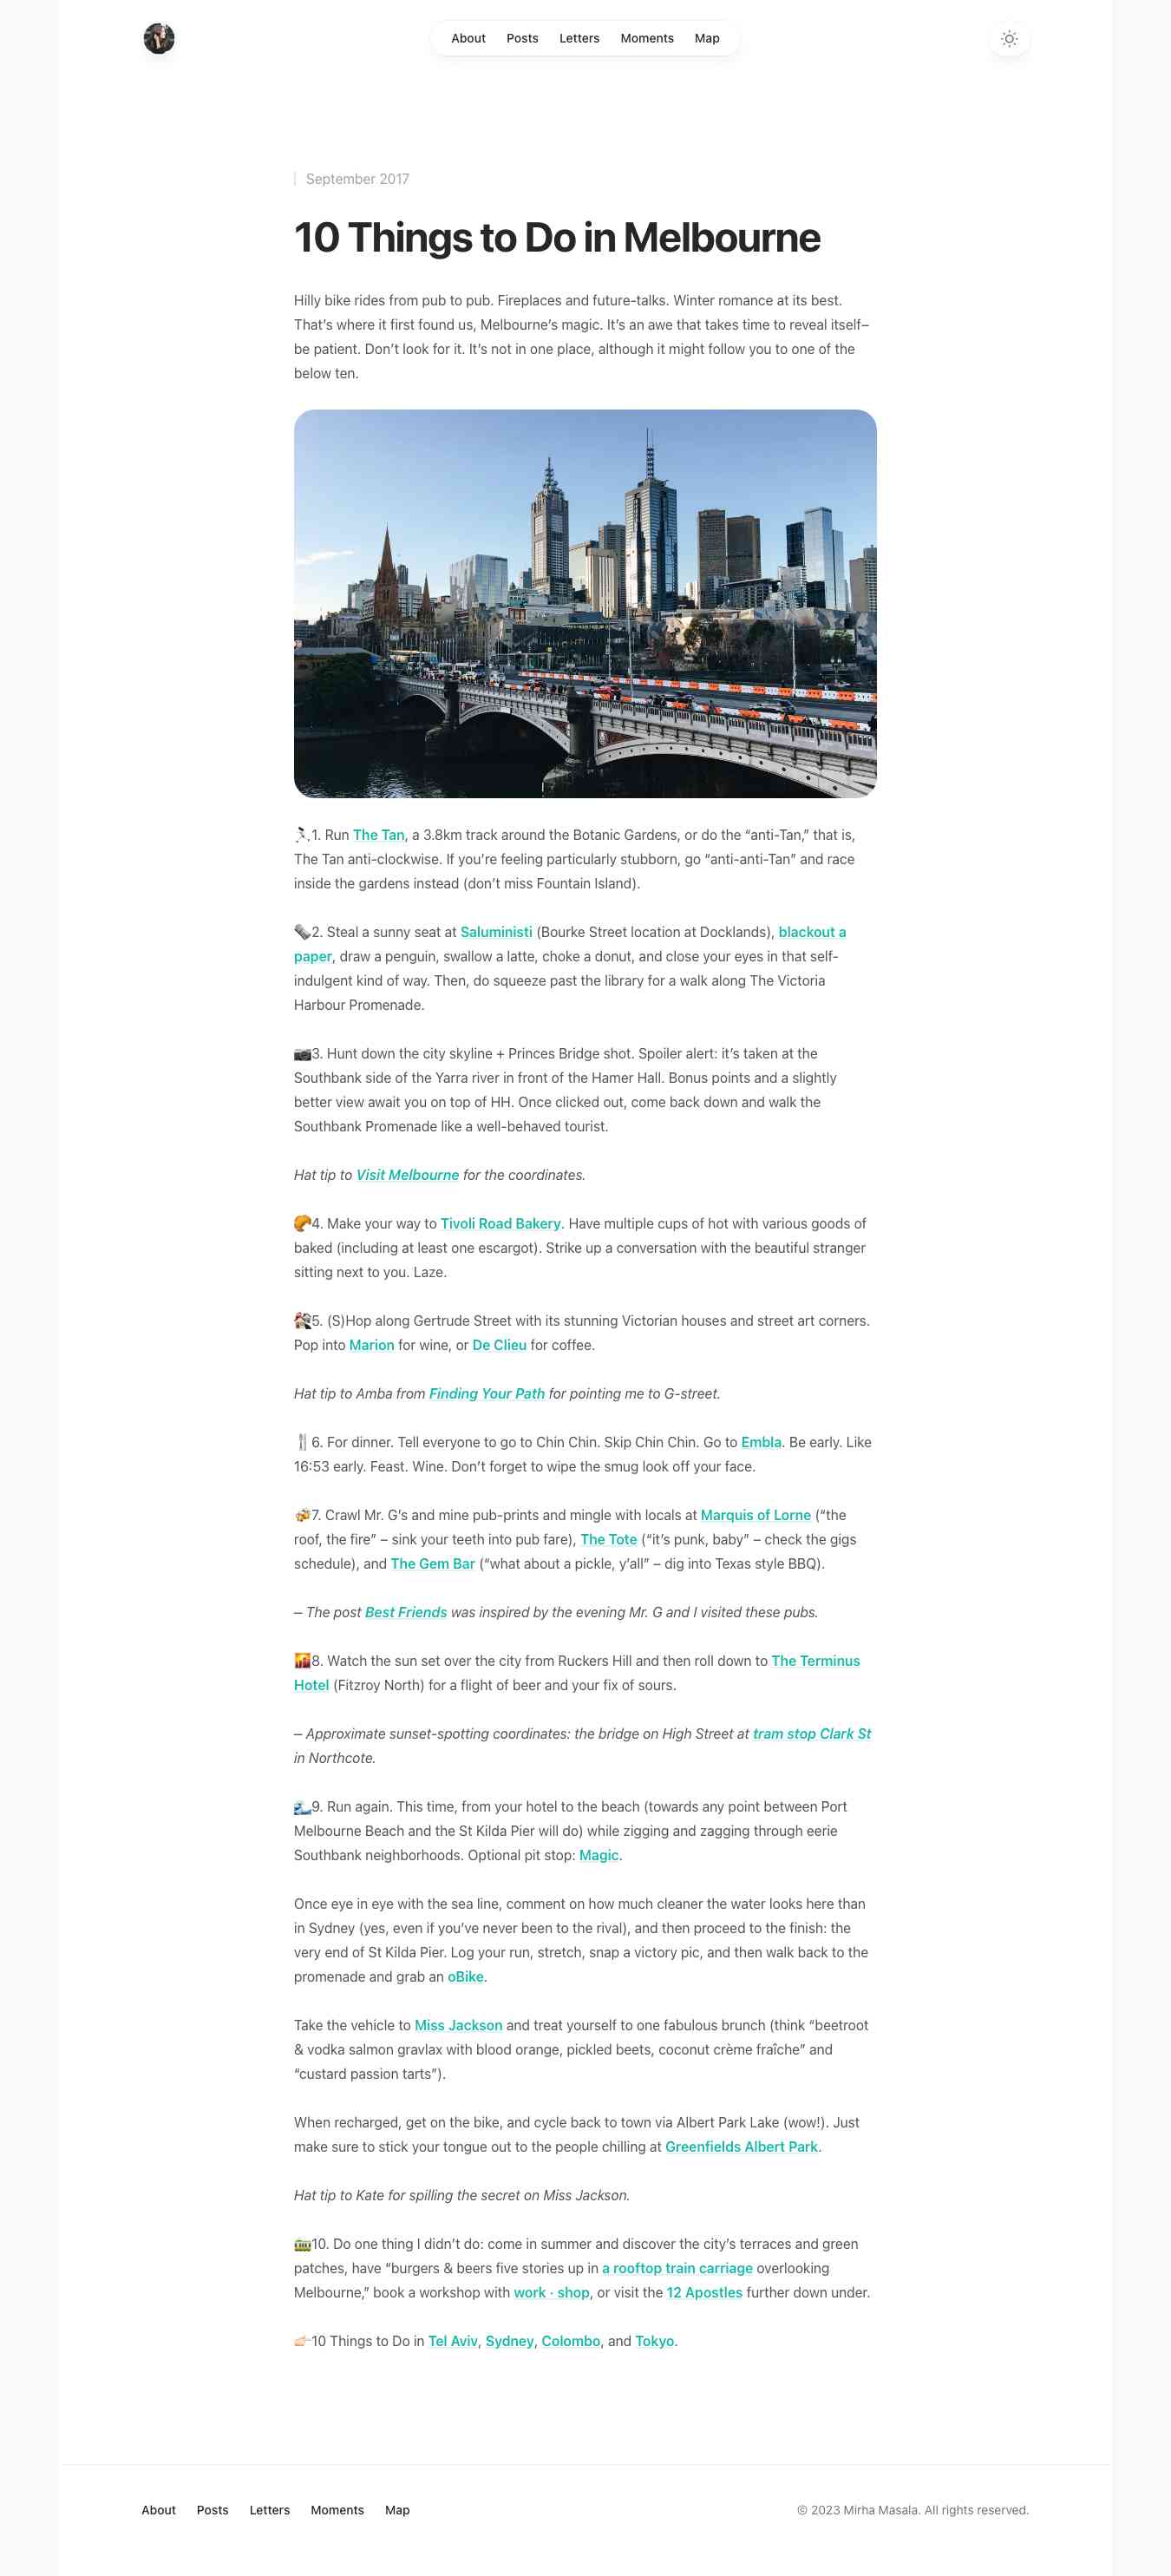 About Posts Letters Moments Map
September 2017
10 Things to Do in Melbourne
Hilly bike rides from pub to pub. Fireplaces and future-talks. Winter romance at its best.
That’s where it first found us, Melbourne’s magic. It’s an awe that takes time to reveal itself–
be patient. Don’t look for it. It’s not in one place, although it might follow you to one of the
below ten.
🏃🏻1. Run The Tan, a 3.8km track around the Botanic Gardens, or do the “anti-Tan,” that is,
The Tan anti-clockwise. If you’re feeling particularly stubborn, go “anti-anti-Tan” and race
inside the gardens instead (don’t miss Fountain Island).
🗞2. Steal a sunny seat at Saluministi (Bourke Street location at Docklands), blackout a
paper, draw a penguin, swallow a latte, choke a donut, and close your eyes in that self-
indulgent kind of way. Then, do squeeze past the library for a walk along The Victoria
Harbour Promenade.
📷3. Hunt down the city skyline + Princes Bridge shot. Spoiler alert: it’s taken at the
Southbank side of the Yarra river in front of the Hamer Hall. Bonus points and a slightly
better view await you on top of HH. Once clicked out, come back down and walk the
Southbank Promenade like a well-behaved tourist.
Hat tip to Visit Melbourne for the coordinates.
🥐4. Make your way to Tivoli Road Bakery. Have multiple cups of hot with various goods of
baked (including at least one escargot). Strike up a conversation with the beautiful stranger
sitting next to you. Laze.
5. (S)Hop along Gertrude Street with its stunning Victorian houses and street art corners.
Pop into Marion for wine, or De Clieu for coffee.
Hat tip to Amba from Finding Your Path for pointing me to G-street.
🍴6. For dinner. Tell everyone to go to Chin Chin. Skip Chin Chin. Go to Embla. Be early. Like
16:53 early. Feast. Wine. Don’t forget to wipe the smug look off your face.
🍻7. Crawl Mr. G’s and mine pub-prints and mingle with locals at Marquis of Lorne (“the
roof, the fire” – sink your teeth into pub fare), The Tote (“it’s punk, baby” – check the gigs
schedule), and The Gem Bar (“what about a pickle, y’all” – dig into Texas style BBQ).
– The post Best Friends was inspired by the evening Mr. G and I visited these pubs.
🌇8. Watch the sun set over the city from Ruckers Hill and then roll down to The Terminus
Hotel (Fitzroy North) for a flight of beer and your fix of sours.
– Approximate sunset-spotting coordinates: the bridge on High Street at tram stop Clark St
in Northcote.
🌊9. Run again. This time, from your hotel to the beach (towards any point between Port
Melbourne Beach and the St Kilda Pier will do) while zigging and zagging through eerie
Southbank neighborhoods. Optional pit stop: Magic.
Once eye in eye with the sea line, comment on how much cleaner the water looks here than
in Sydney (yes, even if you’ve never been to the rival), and then proceed to the finish: the
very end of St Kilda Pier. Log your run, stretch, snap a victory pic, and then walk back to the
promenade and grab an oBike.
Take the vehicle to Miss Jackson and treat yourself to one fabulous brunch (think “beetroot
& vodka salmon gravlax with blood orange, pickled beets, coconut crème fraîche” and
“custard passion tarts”).
When recharged, get on the bike, and cycle back to town via Albert Park Lake (wow!). Just
make sure to stick your tongue out to the people chilling at Greenfields Albert Park.
Hat tip to Kate for spilling the secret on Miss Jackson.
🚃10. Do one thing I didn’t do: come in summer and discover the city’s terraces and green
patches, have “burgers & beers five stories up in a rooftop train carriage overlooking
Melbourne,” book a workshop with work · shop, or visit the 12 Apostles further down under.
👉🏻10 Things to Do in Tel Aviv, Sydney, Colombo, and Tokyo.
About Posts Letters Moments Map
© 2023 Mirha Masala. All rights reserved.